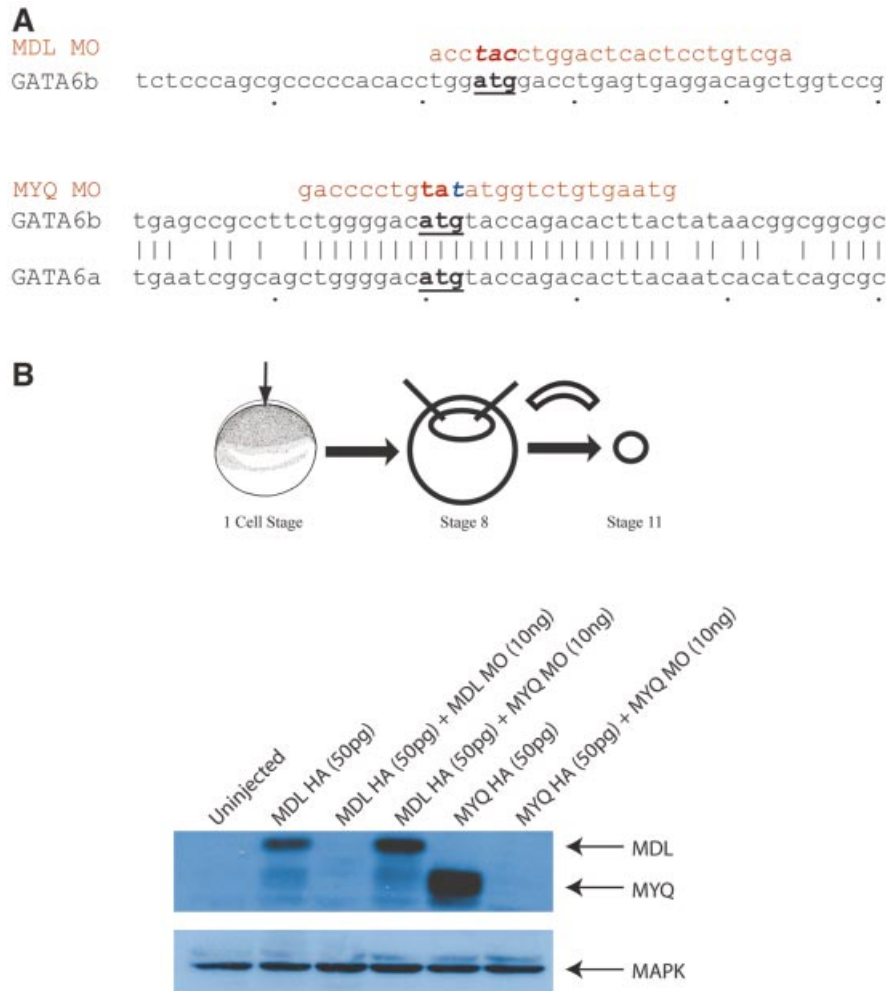 A
MDL MO acctacctggactcactcctgtcga
GATA6b tctcccagcgcccccacacctggatggacctgagtgaggacagctggtccg
MYQ MO gacccctgtatatggtctgtgaatg
GATA6b tgagccgccttctggggacatgtaccagacacttactataacggcggcgc
GATA6a tgaatcggcagctggggacatgtaccagacacttacaatcacatcagcgc
B
1 Cell Stage
Stage 8
Stage 11
Uninjected
MDL HA (50pg)
MDL HA (50pg) + MDL MO (10ng)
MDL HA (50pg) + MYQ MO (10ng)
MYQ HA (50pg)
MYQ HA (50pg) + MYQ MO (10ng)
MDL
MYQ
MAPK